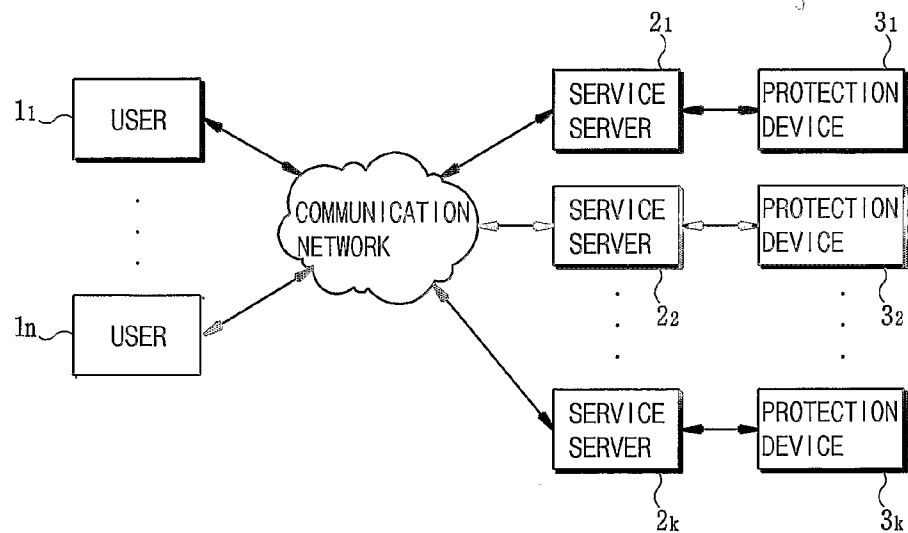 21
31
11
USER
SERVICE
SERVER
PROTECTION
DEVICE
COMMUNICATION
NETWORK
SERVICE
SERVER
PROTECTION
DEVICE
1n
USER
22
32
SERVICE
SERVER
PROTECTION
DEVICE
2k
3k